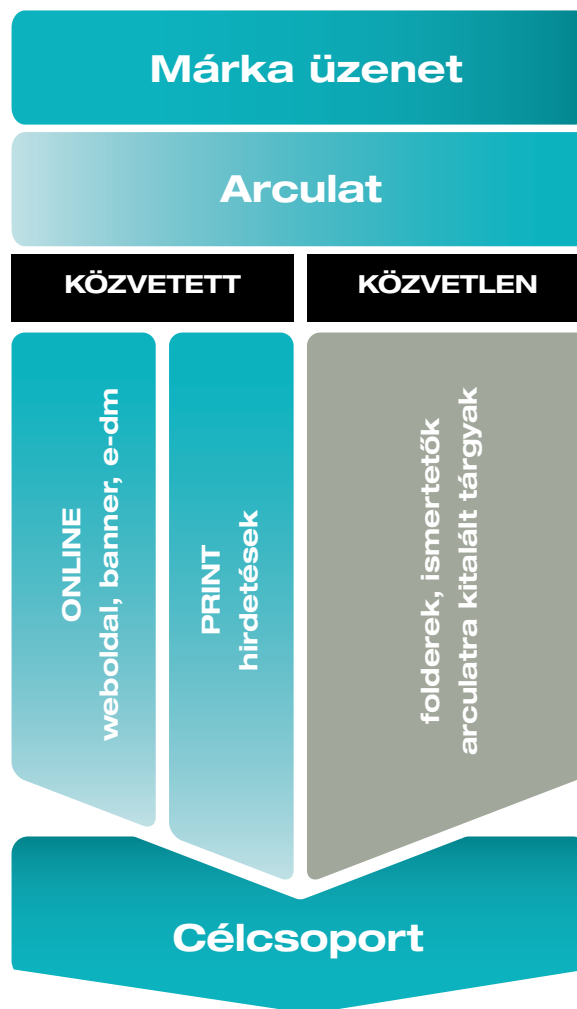 Márka üzenet
Arculat
KÖZVETETT
KÖZVETLEN
ONLINE
weboldal, banner, e-dm
PRINT
hirdetések
folderek, ismertetők
arculatra kitalált tárgyak
Célcsoport